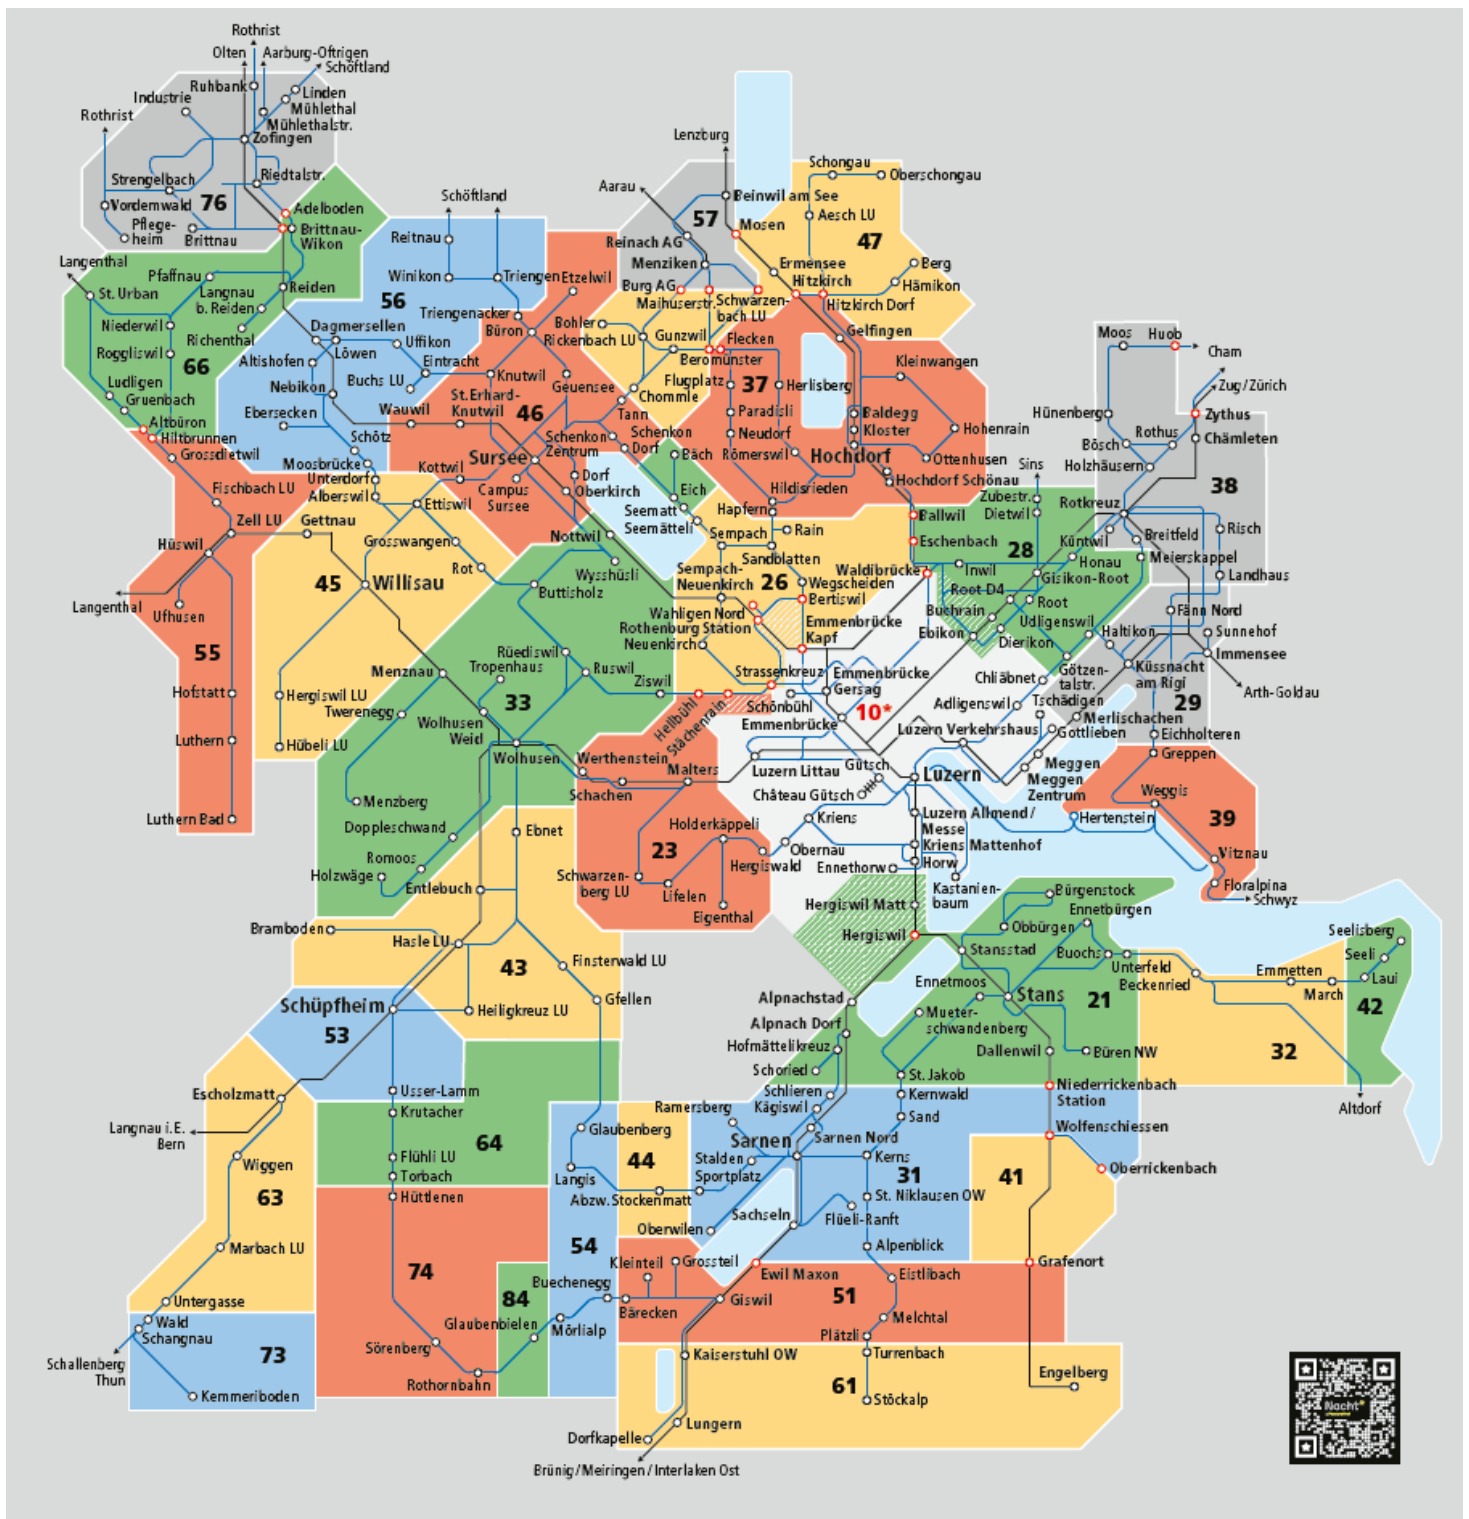 Rothrist
Olten
Aarburg-Oftrigen
Schöftland
Ruhbank
Linden
Industrie
Mühlethal
Rothrist
Mühlethalstr.
Zofingen
Lenzburg
Strengelbach
Riedtalstr.
Schongau
Oberschongau
Aarau
Schöftland
Vordemwald
76
Adelboden
Beinwil am See
Pflege-
heim
Brittnau
Brittnau-
Wikon
57
Mosen
Aesch LU
47
Reitnau
Reinach AG
Langenthal
Pfaffnau
Winikon
Triengen
Etzelwil
Menziken
Ermensee
Berg
St. Urban
Langnau
b. Reiden
Reiden
56
Burg AG
Hitzkirch
Hämikon
Maihuserstr.
Schwarzen-
bach LU
Hitzkirch Dorf
Niederwil
Richenthal
Dagmersellen
Triengenacker
Büron
Bohler
Rickenbach LU
Gunzwil
Flecken
Gelfingen
Moos
Huob
Roggliswil
Altishofen
Löwen
Uffikon
Eintracht
Beromünster
Kleinwangen
Cham
66
Nebikon
Buchs LU
Knutwil
Geuensee
Flugplatz
37
Herlisberg
Zug/Zürich
Ludligen
Gruenbach
Ebersecken
Wauwil
St. Erhard-
Knutwil
46
Chommle
Paradisli
Baldegg
Kloster
Hünenberg
Zythus
Altbüron
Hiltbrunnen
Grossdietwil
Schötz
Tann
Schenkon
Dorf
Neudorf
Hohenrain
Rothus
Bösch
Chämleten
Moosbrücke
Schenkon
Zentrum
Römerswil
Hochdorf
Ottenhusen
Holzhäusern
Unterdorf
Kottwil
Sursee
Bäch
Sins
Alberswil
Campus
Sursee
Dorf
Oberkirch
Hochdorf Schönau
38
Fischbach LU
Ettiswil
Eich
Hildisrieden
Zubestr.
Rotkreuz
Zell LU
Gettnau
Seematt
Seemätteli
Hapfern
Ballwil
Dietwil
Risch
Hüswil
Grosswangen
Nottwil
Sempach
Rain
Eschenbach
28
Küntwil
Breitfeld
45
Willisau
Rot
Wysshüsli
Sandblatten
Waldibrücke
Inwil
Honau
Meierskappel
Langenthal
Buttisholz
Sempach-
Neuenkirch
26
Wegscheiden
Gisikon-Root
Landhaus
Ufhusen
Wahligen Nord
Bertiswil
Root D4
Buchrain
Root
Fänn Nord
55
Rothenburg Station
Emmenbrücke
Kapf
Ebikon
Udligenswil
Haltikon
Sunnehof
Neuenkirch
Dierikon
Immensee
Rüediswil
Strassenkreuz
Emmenbrücke
Gersag
Chliäbnet
Götzen-
talstr.
Küssnacht
am Rigi
Menznau
Tropenhaus
Ruswil
Ziswil
Arth-Goldau
Hofstatt
Hergiswil LU
33
Hellbühl
Stächenrain
Schönbühl
10*
Adligenswil
Tschädigen
29
Twerenegg
Wolhusen
Weid
Emmenbrücke
Merlischachen
Luthern
Hübeli LU
Luzern Verkehrshaus
Gottlieben
Eichholteren
Wolhusen
Werthenstein
Malters
Luzern Littau
Gütsch
Luzern
Meggen
Meggen
Zentrum
Greppen
Schachen
Château Gütsch
Weggis
Luthern Bad
Menzberg
Kriens
Luzern Allmend/
Messe
Hertenstein
39
Doppleschwand
Ebnet
Holderkäppeli
Kriens Mattenhof
23
Obernau
Horw
Vitznau
Romoos
Hergiswald
Ennethorw
Holzwäge
Entlebuch
Schwarzen-
berg LU
Lifelen
Eigenthal
Kastanien-
baum
Floralpina
Schwyz
Hergiswil Matt
Bürgenstock
Bramboden
Hasle LU
Hergiswil
Ennetbürgen
Obbürgen
Seelisberg
43
Finsterwald LU
Stansstad
Buochs
Unterfeld
Beckenried
Seeli
Emmetten
March
Laui
Schüpfheim
Heiligkreuz LU
Gfellen
Alpnachstad
Ennetmoos
Stans
21
42
53
Alpnach Dorf
Mueter-
schwandenberg
Hofmättelikreuz
Dallenwil
Büren NW
32
Schoried
St. Jakob
Escholzmatt
Usser-Lamm
Schlieren
Kernwald
Niederrickenbach
Station
Krutacher
Ramersberg
Kägiswil
Sand
Altdorf
Langnau i.E.
Bern
Glaubenberg
Sarnen
Sarnen Nord
Wolfenschiessen
64
Wiggen
Flühli LU
44
Stalden
Kerns
Oberrickenbach
Torbach
Langis
Sportplatz
31
41
63
Hüttlenen
Abzw. Stockenmatt
St. Niklausen OW
Oberwilen
Sachseln
Flüeli-Ranft
Marbach LU
54
Alpenblick
74
Kleinteil
Grossteil
Ewil Maxon
Eistlibach
Grafenort
Buechenegg
51
Untergasse
84
Bärecken
Giswil
Melchtal
Wald
Schangnau
Glaubenbielen
Mörlialp
Plätzli
Schallenberg
Thun
73
Sörenberg
Kaiserstuhl OW
Turrenbach
Rothornbahn
61
Engelberg
Kemmeriboden
Stöckalp
Nacht
Lungern
Dorfkapelle
Brünig/Meiringen/Interlaken Ost